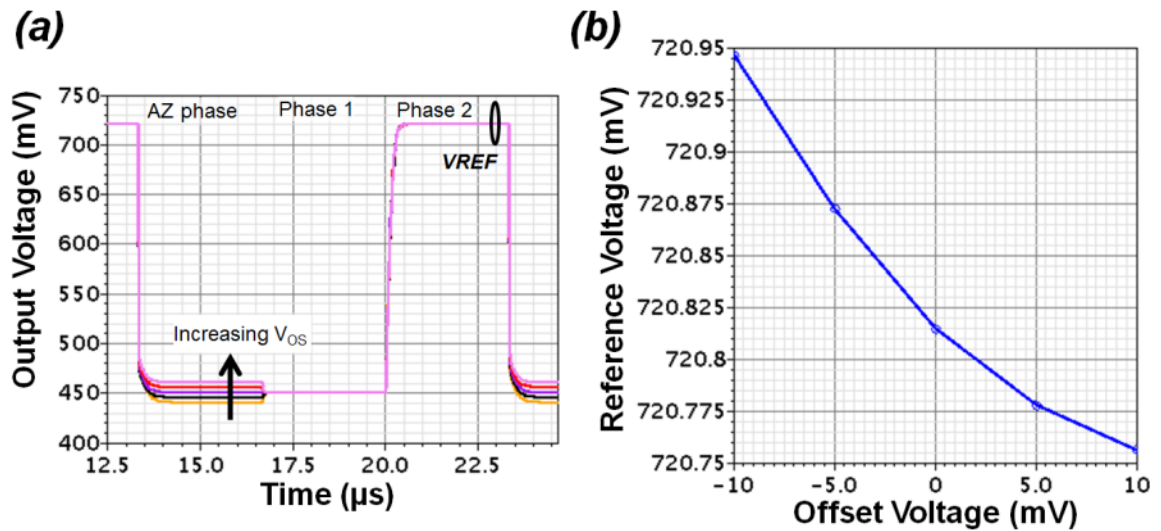 (a)
Output Voltage (mV)
750
700
650
600
550
500
450
400
AZ phase
Phase 1
Phase 2
VREF
Increasing VOS
12.5
15.0
17.5
20.0
22.5
Time (μs)
(b)
Reference Voltage (mV)
720.95
720.925
720.9
720.875
720.85
720.825
720.8
720.775
720.75
−10
−5.0
0
5.0
10
Offset Voltage (mV)